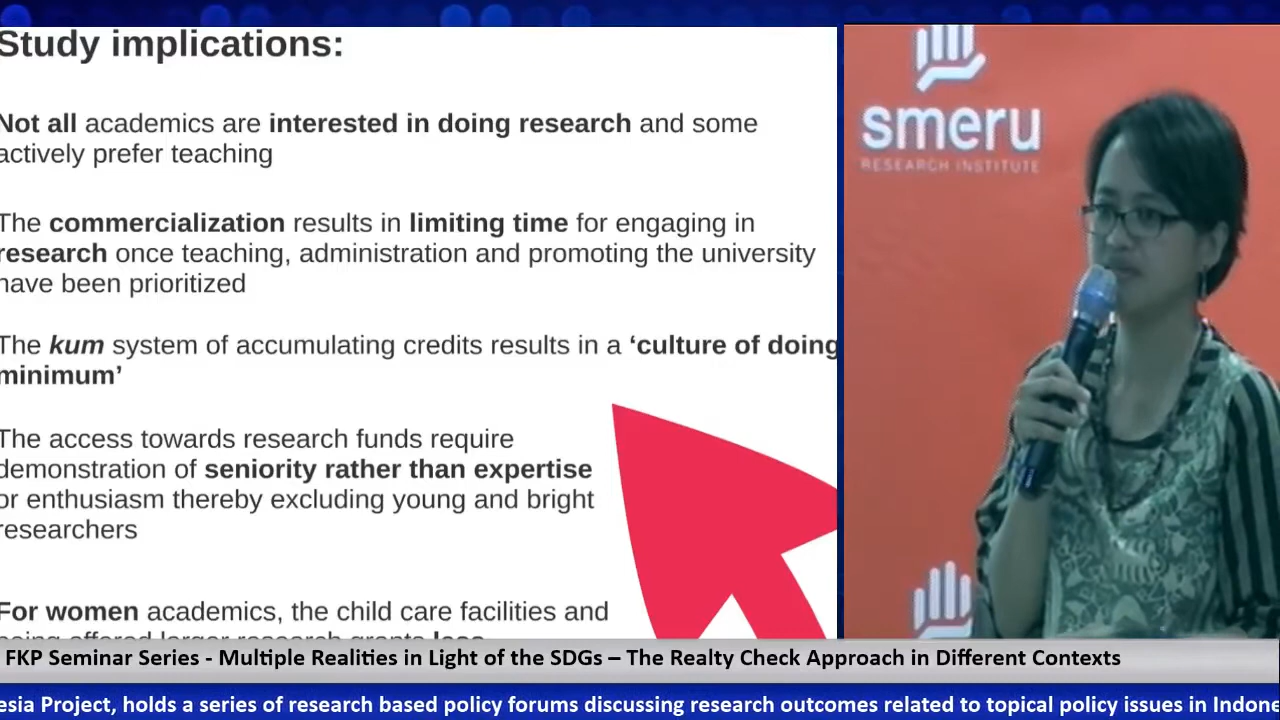 Study implications:
Not all academics are interested in doing research and some
actively prefer teaching
The commercialization results in limiting time for engaging in
research once teaching, administration and promoting the university
have been prioritized
The kum system of accumulating credits results in a ‘culture of doing
minimum’
The access towards research funds require
demonstration of seniority rather than expertise
or enthusiasm thereby excluding young and bright
researchers
For women academics, the child care facilities and
being offered larger research grants less
smeru
RESEARCH INSTITUTE
FKP Seminar Series - Multiple Realities in Light of the SDGs – The Realty Check Approach in Different Contexts
esia Project, holds a series of research based policy forums discussing research outcomes related to topical policy issues in Indone